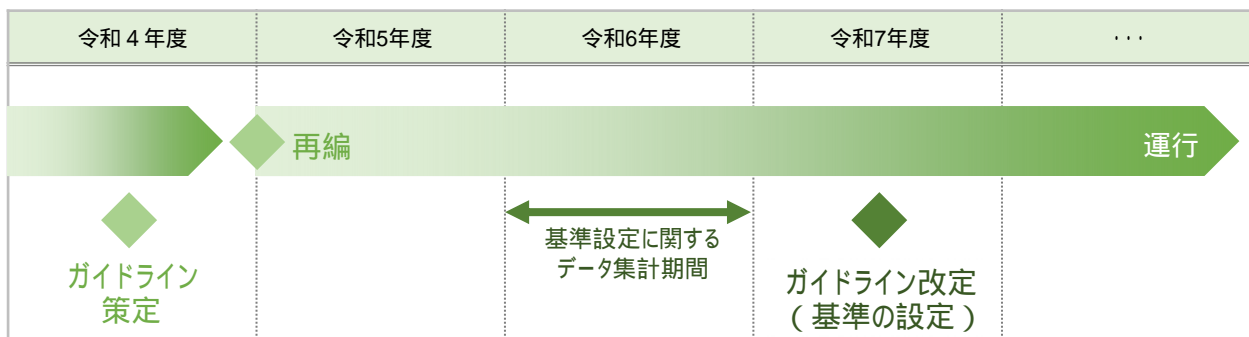 令和４年度
令和5年度
令和6年度
令和7年度
・・・
再編
運行
基準設定に関する
データ集計期間
ガイドライン
策定
ガイドライン改定
（基準の設定）